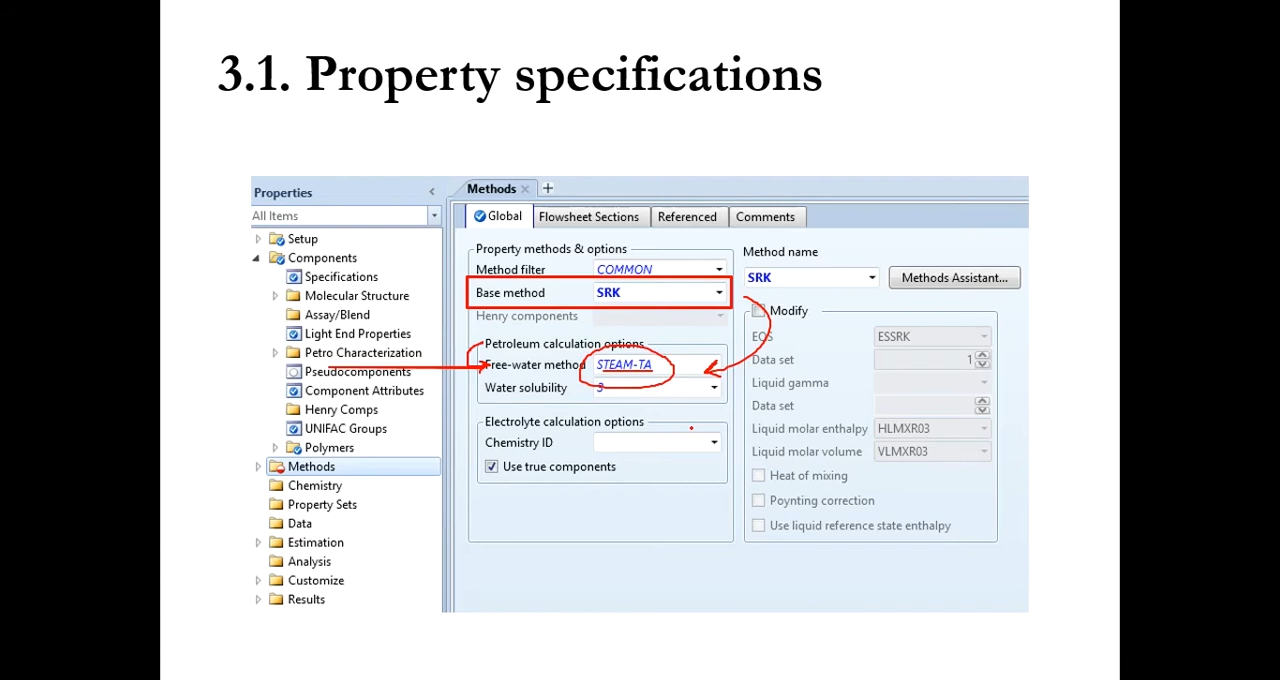 3.1. Property specifications
Properties
All Items
Setup
Components
Specifications
Molecular Structure
Assay/Blend
Light End Properties
Petro Characterization
Pseudocomponents
Component Attributes
Henry Comps
UNIFAC Groups
Polymers
Methods
Chemistry
Property Sets
Data
Estimation
Analysis
Customize
Results
Methods
Global Flowsheet Sections Referenced Comments
Property methods & options
Method filter COMMON
Base method SRK
Henry components
Petroleum calculation options
Free-water method STEAM-TA
Water solubility 3
Electrolyte calculation options
Chemistry ID
Use true components
Method name
SRK Methods Assistant...
Modify
EOS ESSRK
Data set 1
Liquid gamma
Data set
Liquid molar enthalpy HLMXR03
Liquid molar volume VLMXR03
Heat of mixing
Poynting correction
Use liquid reference state enthalpy